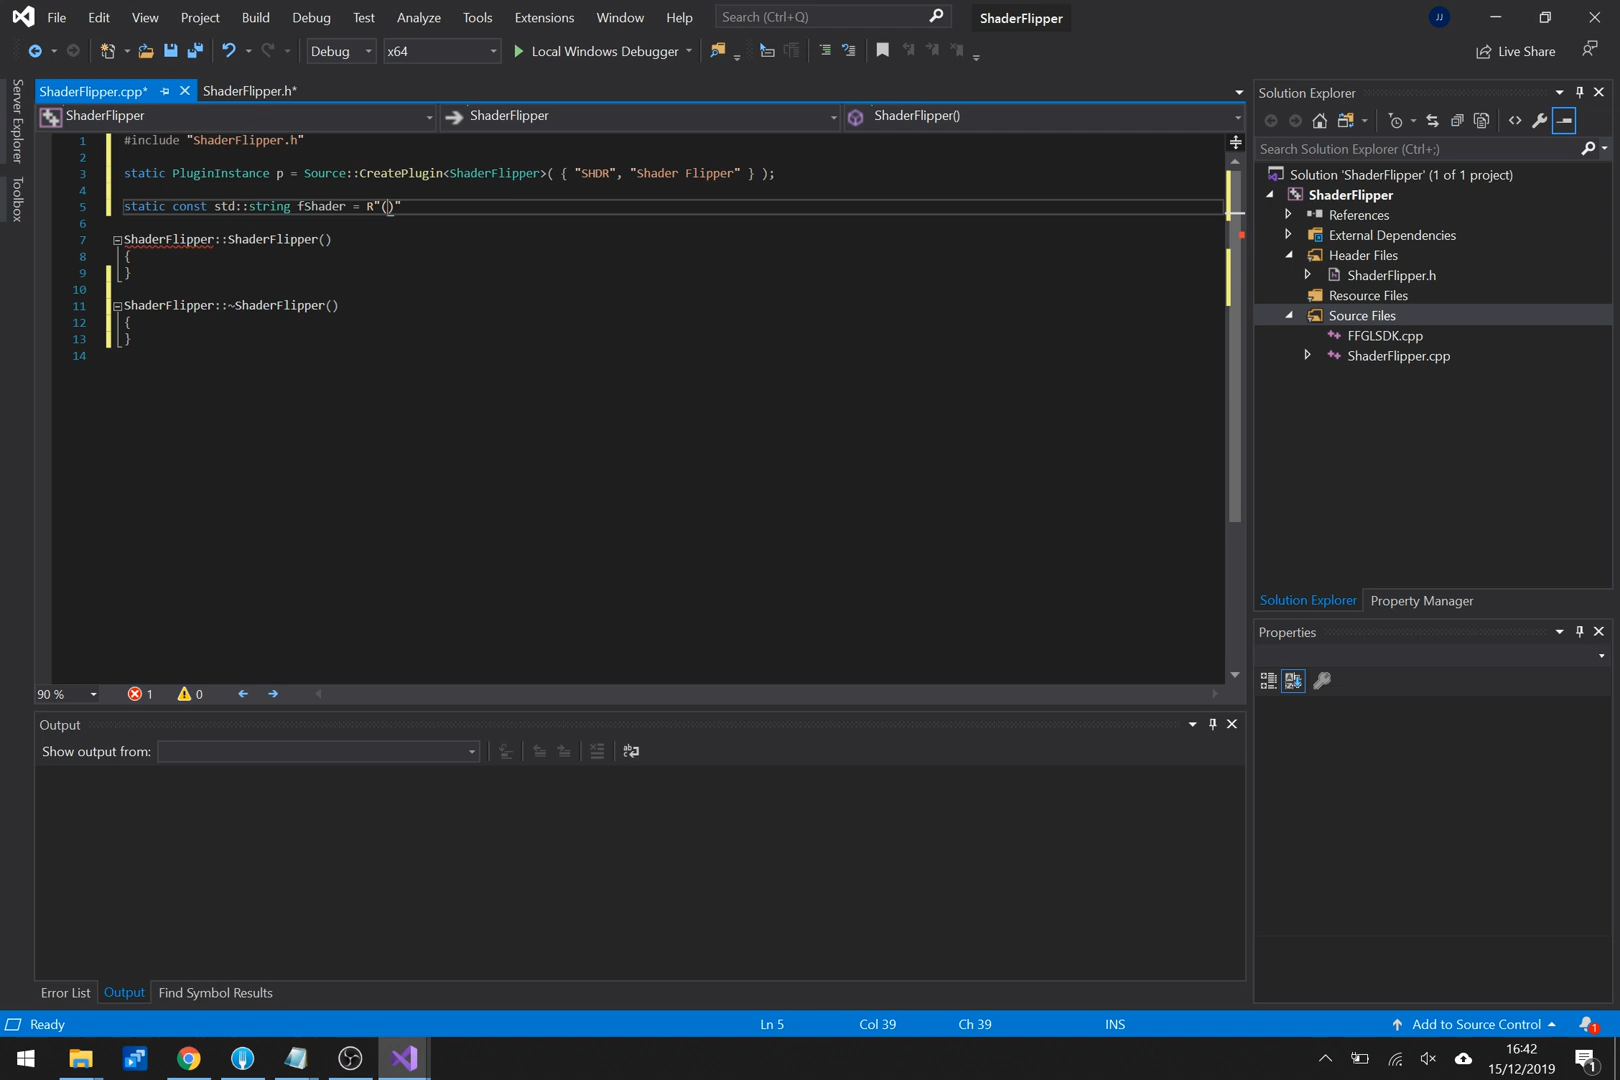 File Edit View Project Build Debug Test Analyze Tools Extensions Window Help Search (Ctrl+Q) ShaderFlipper JJ
Debug x64 Local Windows Debugger Live Share
Server Explorer
Toolbox
ShaderFlipper.cpp* ShaderFlipper.h*
ShaderFlipper ShaderFlipper ShaderFlipper()
1 #include "ShaderFlipper.h"
2
3 static PluginInstance p = Source::CreatePlugin<ShaderFlipper>( { "SHDR", "Shader Flipper" } );
4
5 static const std::string fShader = R"()"
6
7 ShaderFlipper::ShaderFlipper()
8 {
9 }
10
11 ShaderFlipper::~ShaderFlipper()
12 {
13 }
14
90 % 1 0
Output
Show output from:
Error List Output Find Symbol Results
Solution Explorer
Search Solution Explorer (Ctrl+;)
Solution 'ShaderFlipper' (1 of 1 project)
ShaderFlipper
References
External Dependencies
Header Files
ShaderFlipper.h
Resource Files
Source Files
FFGLSDK.cpp
ShaderFlipper.cpp
Solution Explorer Property Manager
Properties
Ready Ln 5 Col 39 Ch 39 INS Add to Source Control 1
16:42
15/12/2019
1